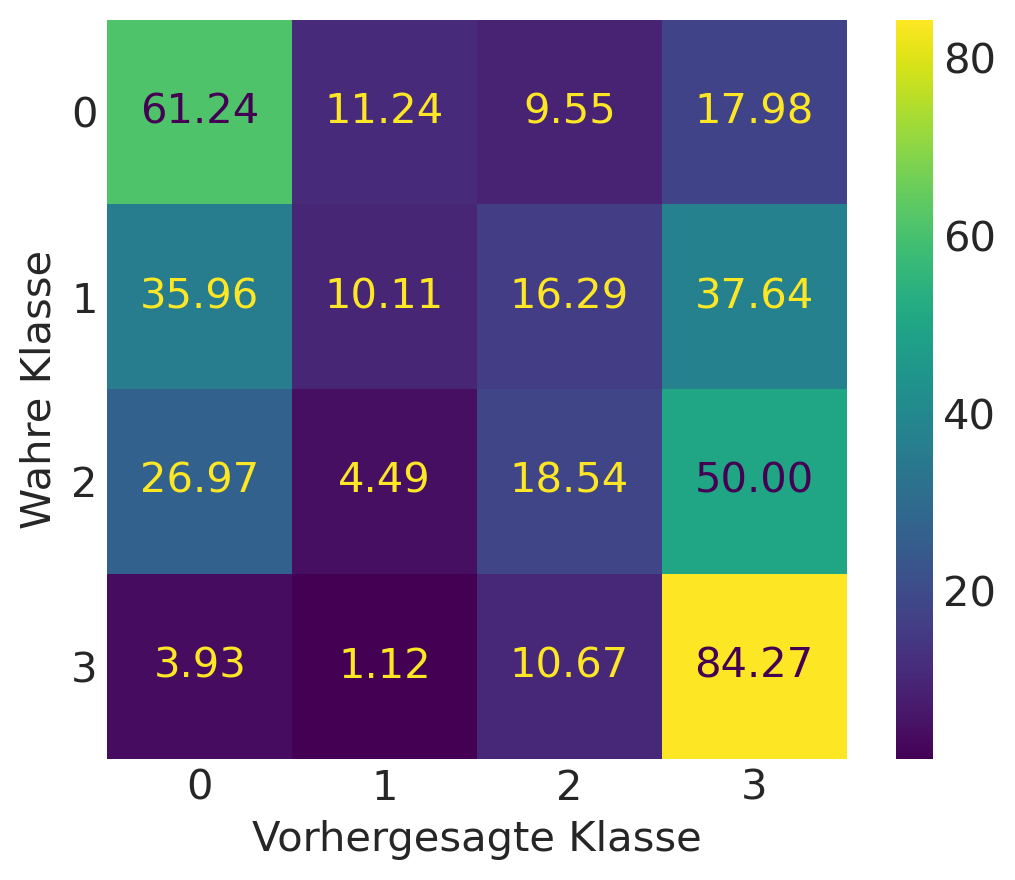 0 61.24 11.24 9.55 17.98
1 35.96 10.11 16.29 37.64
2 26.97 4.49 18.54 50.00
3 3.93 1.12 10.67 84.27
0 1 2 3
Vorhergesagte Klasse
Wahre Klasse
80
60
40
20